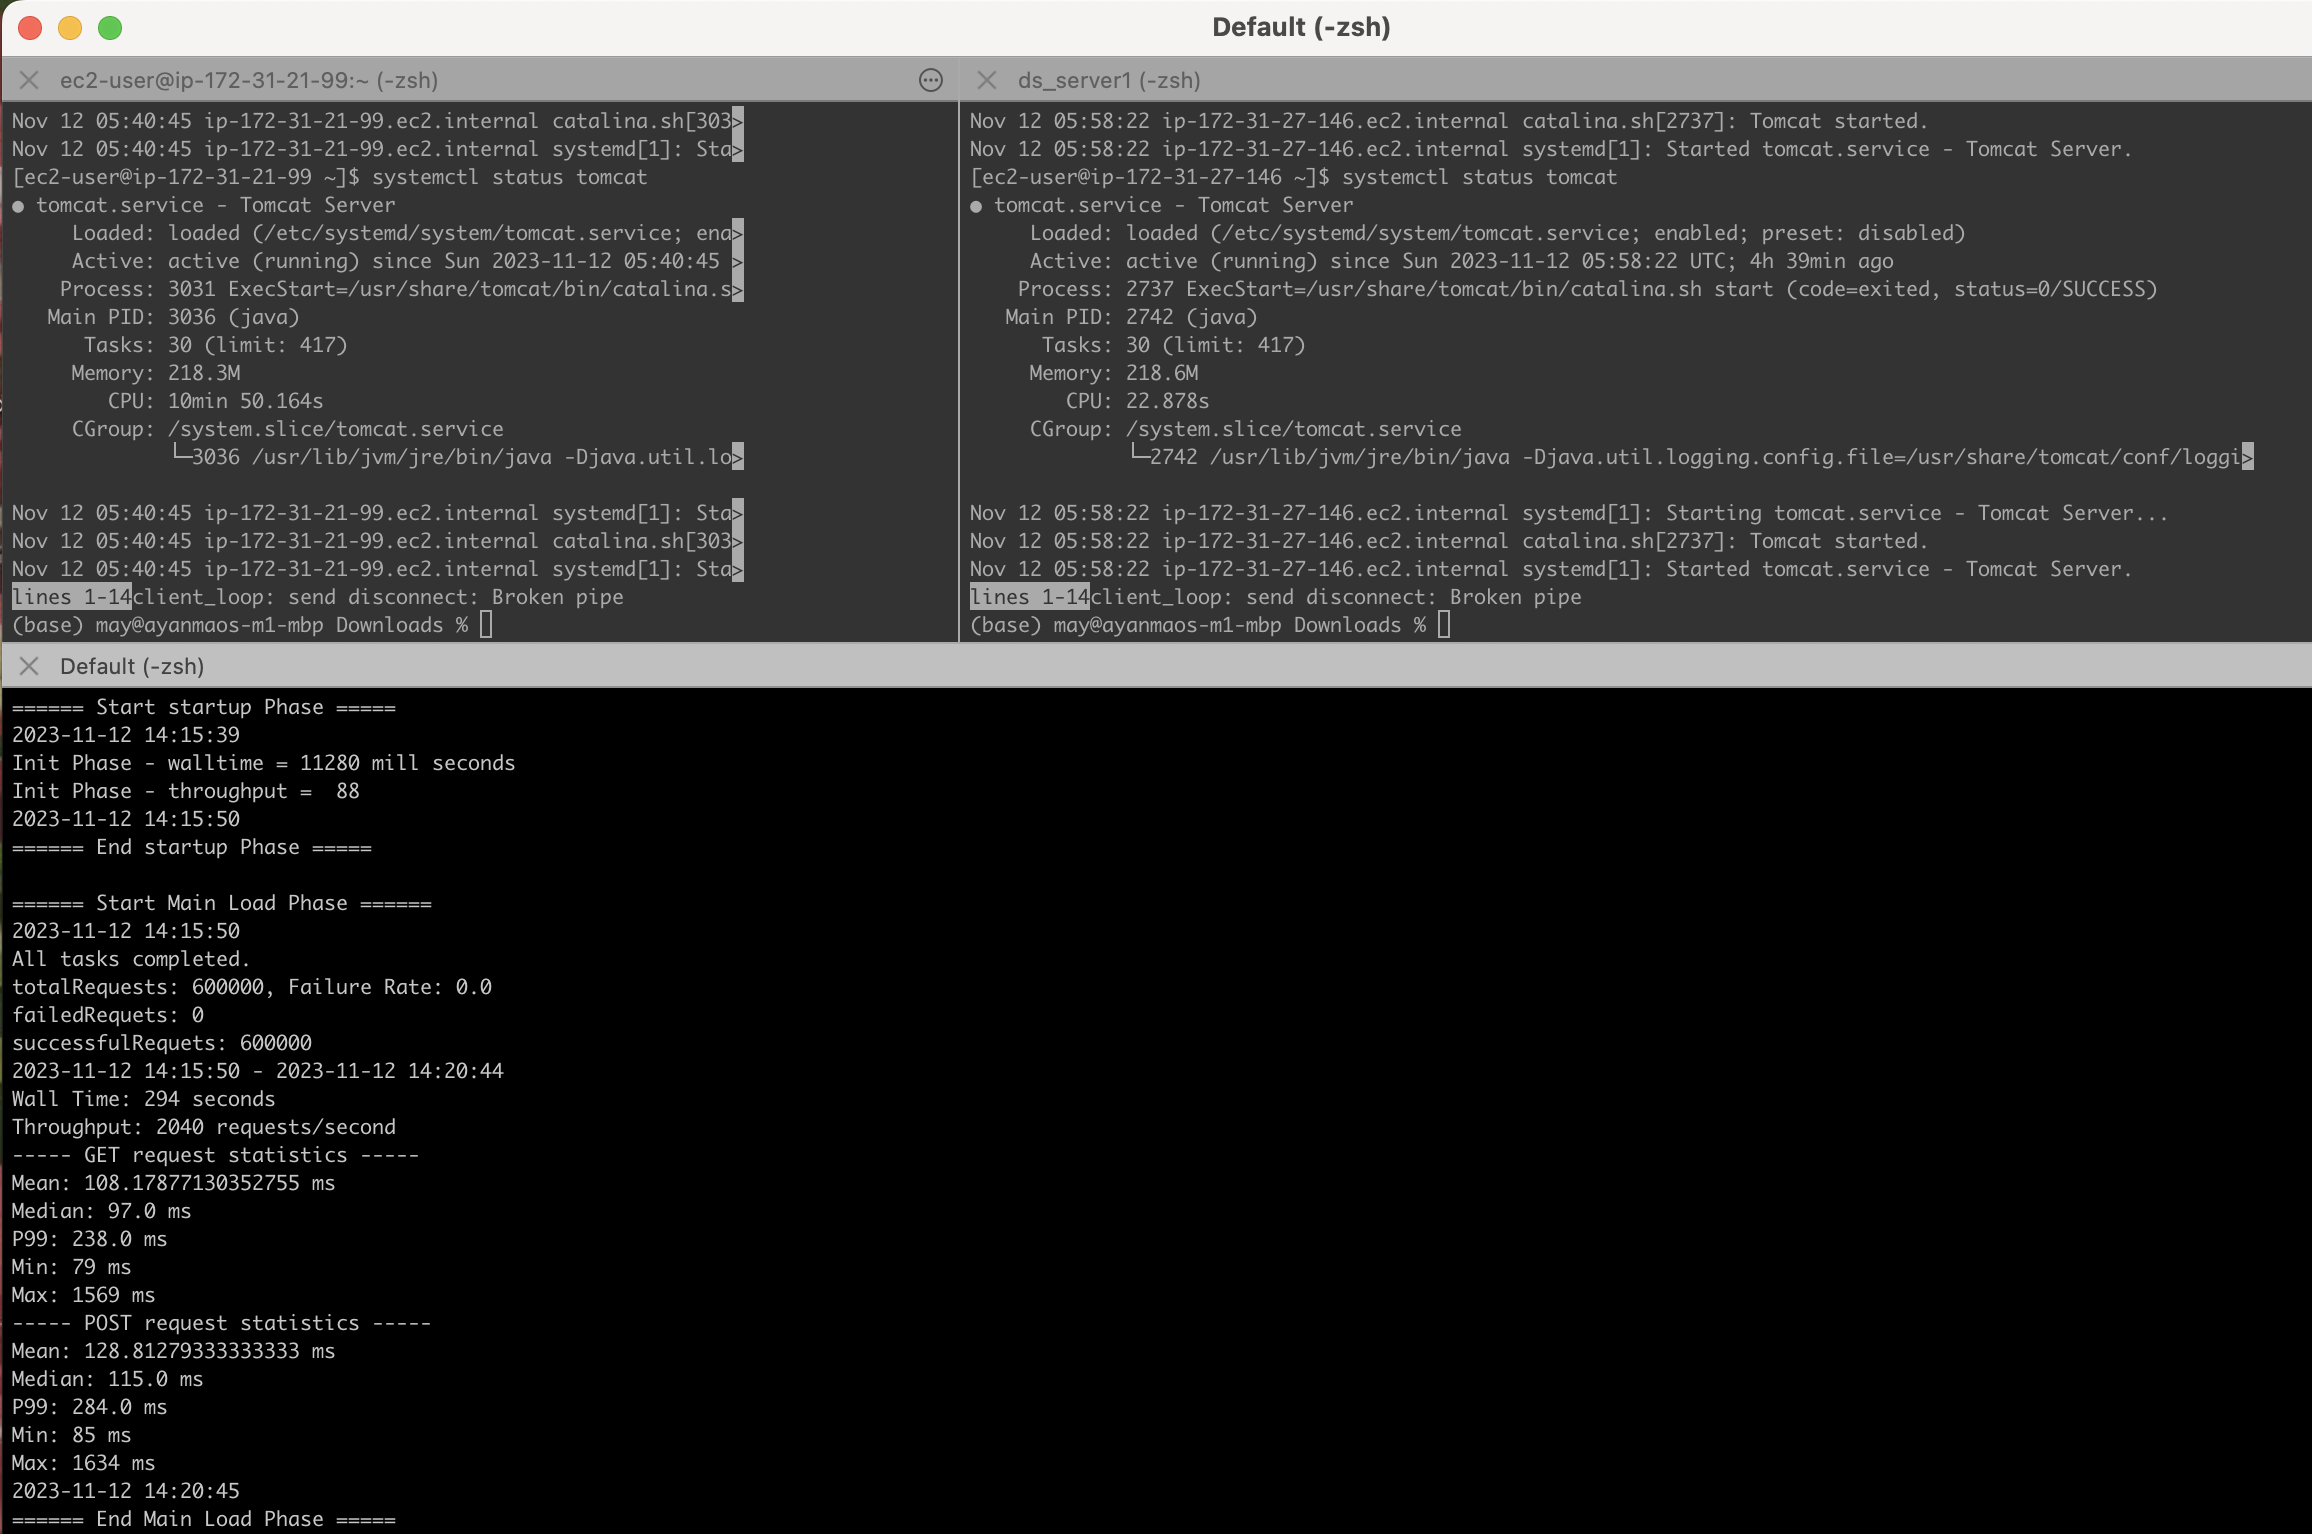 Default (-zsh)
ec2-user@ip-172-31-21-99:~ (-zsh)
Nov 12 05:40:45 ip-172-31-21-99.ec2.internal catalina.sh[303>
Nov 12 05:40:45 ip-172-31-21-99.ec2.internal systemd[1]: Sta>
[ec2-user@ip-172-31-21-99 ~]$ systemctl status tomcat
● tomcat.service - Tomcat Server
Loaded: loaded (/etc/systemd/system/tomcat.service; ena>
Active: active (running) since Sun 2023-11-12 05:40:45 >
Process: 3031 ExecStart=/usr/share/tomcat/bin/catalina.s>
Main PID: 3036 (java)
Tasks: 30 (limit: 417)
Memory: 218.3M
CPU: 10min 50.164s
CGroup: /system.slice/tomcat.service
└─3036 /usr/lib/jvm/jre/bin/java -Djava.util.lo>
Nov 12 05:40:45 ip-172-31-21-99.ec2.internal systemd[1]: Sta>
Nov 12 05:40:45 ip-172-31-21-99.ec2.internal catalina.sh[303>
Nov 12 05:40:45 ip-172-31-21-99.ec2.internal systemd[1]: Sta>
lines 1-14client_loop: send disconnect: Broken pipe
(base) may@ayanmaos-m1-mbp Downloads %
ds_server1 (-zsh)
Nov 12 05:58:22 ip-172-31-27-146.ec2.internal catalina.sh[2737]: Tomcat started.
Nov 12 05:58:22 ip-172-31-27-146.ec2.internal systemd[1]: Started tomcat.service - Tomcat Server.
[ec2-user@ip-172-31-27-146 ~]$ systemctl status tomcat
● tomcat.service - Tomcat Server
Loaded: loaded (/etc/systemd/system/tomcat.service; enabled; preset: disabled)
Active: active (running) since Sun 2023-11-12 05:58:22 UTC; 4h 39min ago
Process: 2737 ExecStart=/usr/share/tomcat/bin/catalina.sh start (code=exited, status=0/SUCCESS)
Main PID: 2742 (java)
Tasks: 30 (limit: 417)
Memory: 218.6M
CPU: 22.878s
CGroup: /system.slice/tomcat.service
└─2742 /usr/lib/jvm/jre/bin/java -Djava.util.logging.config.file=/usr/share/tomcat/conf/loggi>
Nov 12 05:58:22 ip-172-31-27-146.ec2.internal systemd[1]: Starting tomcat.service - Tomcat Server...
Nov 12 05:58:22 ip-172-31-27-146.ec2.internal catalina.sh[2737]: Tomcat started.
Nov 12 05:58:22 ip-172-31-27-146.ec2.internal systemd[1]: Started tomcat.service - Tomcat Server.
lines 1-14client_loop: send disconnect: Broken pipe
(base) may@ayanmaos-m1-mbp Downloads %
Default (-zsh)
====== Start startup Phase =====
2023-11-12 14:15:39
Init Phase - walltime = 11280 mill seconds
Init Phase - throughput =  88
2023-11-12 14:15:50
====== End startup Phase =====
====== Start Main Load Phase ======
2023-11-12 14:15:50
All tasks completed.
totalRequests: 600000, Failure Rate: 0.0
failedRequets: 0
successfulRequets: 600000
2023-11-12 14:15:50 - 2023-11-12 14:20:44
Wall Time: 294 seconds
Throughput: 2040 requests/second
----- GET request statistics -----
Mean: 108.17877130352755 ms
Median: 97.0 ms
P99: 238.0 ms
Min: 79 ms
Max: 1569 ms
----- POST request statistics -----
Mean: 128.81279333333333 ms
Median: 115.0 ms
P99: 284.0 ms
Min: 85 ms
Max: 1634 ms
2023-11-12 14:20:45
====== End Main Load Phase =====